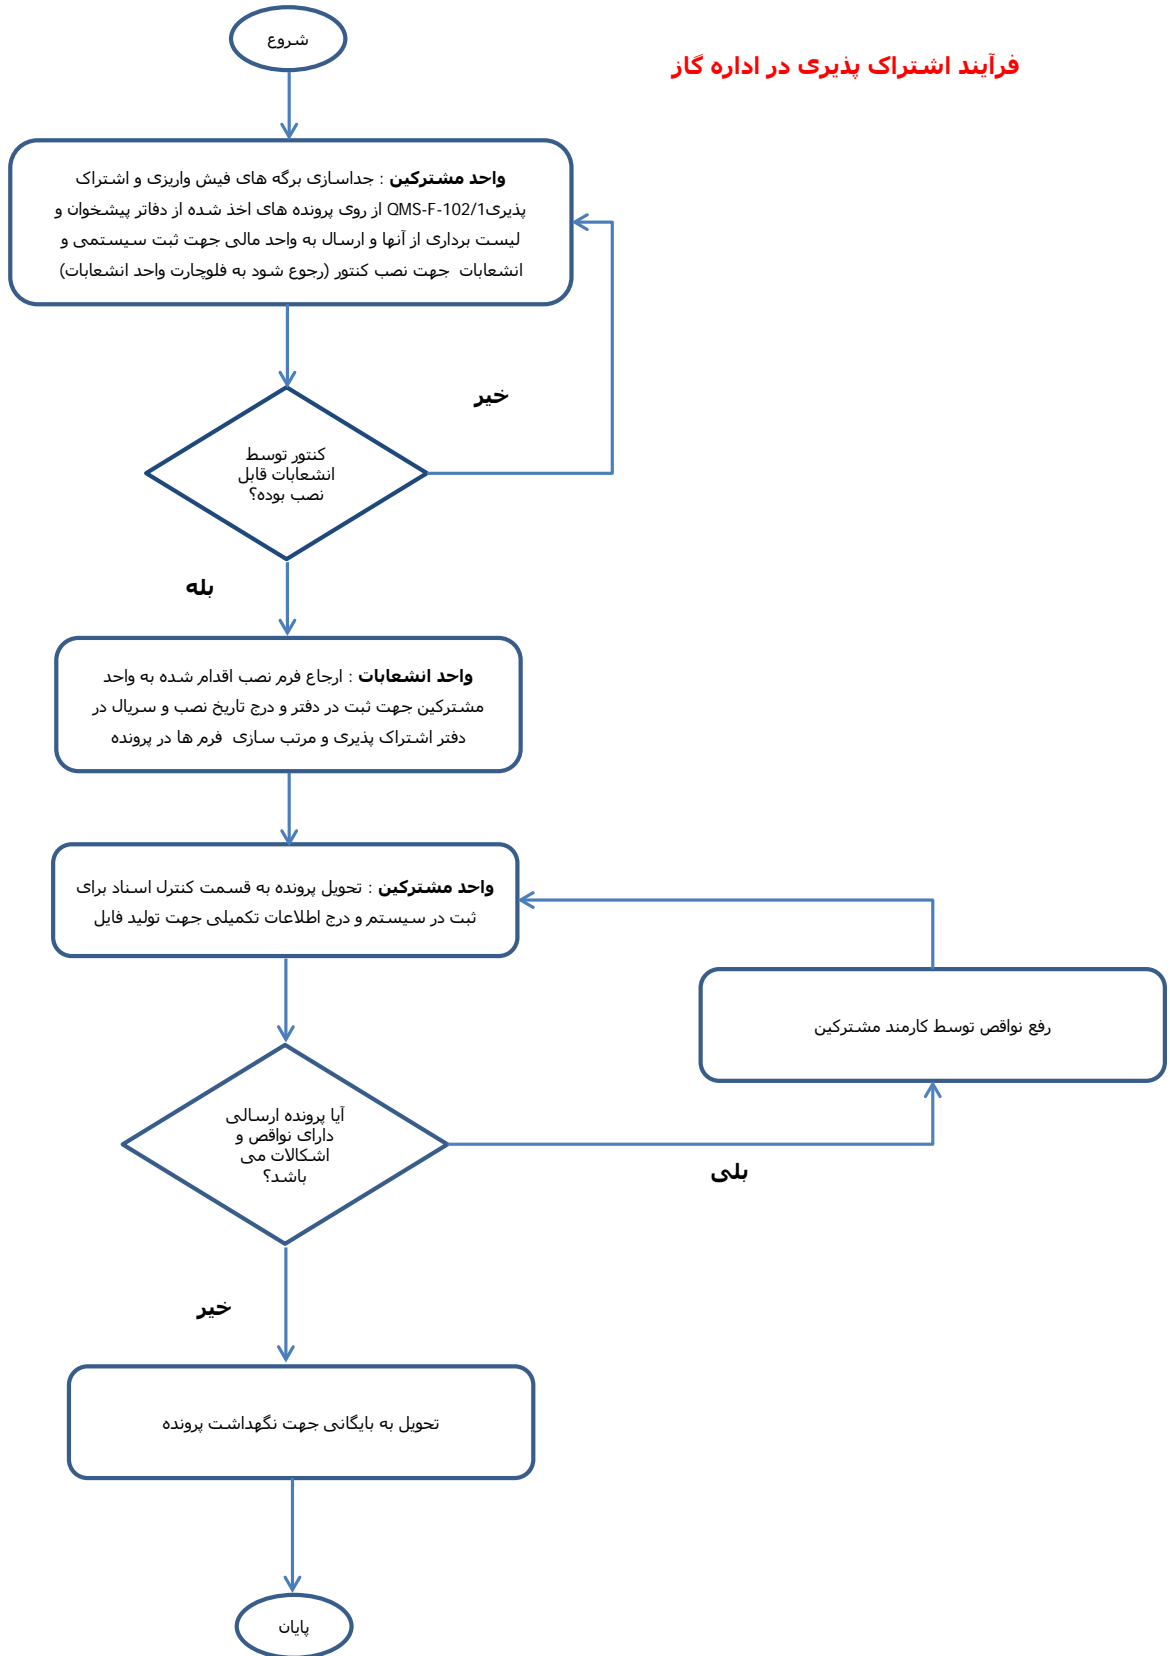 شروع
فرآیند اشتراک پذیری در اداره گاز
واحد مشترکین : جداسازی برگه های فیش واریزی و اشتراک
پذیریQMS-F-102/1 از روی پرونده های اخذ شده از دفاتر پیشخوان و
لیست برداری از آنها و ارسال به واحد مالی جهت ثبت سیستمی و
انشعابات جهت نصب کنتور (رجوع شود به فلوچارت واحد انشعابات)
خیر
کنتور توسط
انشعابات قابل
نصب بوده؟
بله
واحد انشعابات : ارجاع فرم نصب اقدام شده به واحد
مشترکین جهت ثبت در دفتر و درج تاریخ نصب و سریال در
دفتر اشتراک پذیری و مرتب سازی فرم ها در پرونده
واحد مشترکین : تحویل پرونده به قسمت کنترل اسناد برای
ثبت در سیستم و درج اطلاعات تکمیلی جهت تولید فایل
رفع نواقص توسط کارمند مشترکین
آیا پرونده ارسالی
دارای نواقص و
اشکالات می
باشد؟
بلی
خیر
تحویل به بایگانی جهت نگهداشت پرونده
پایان